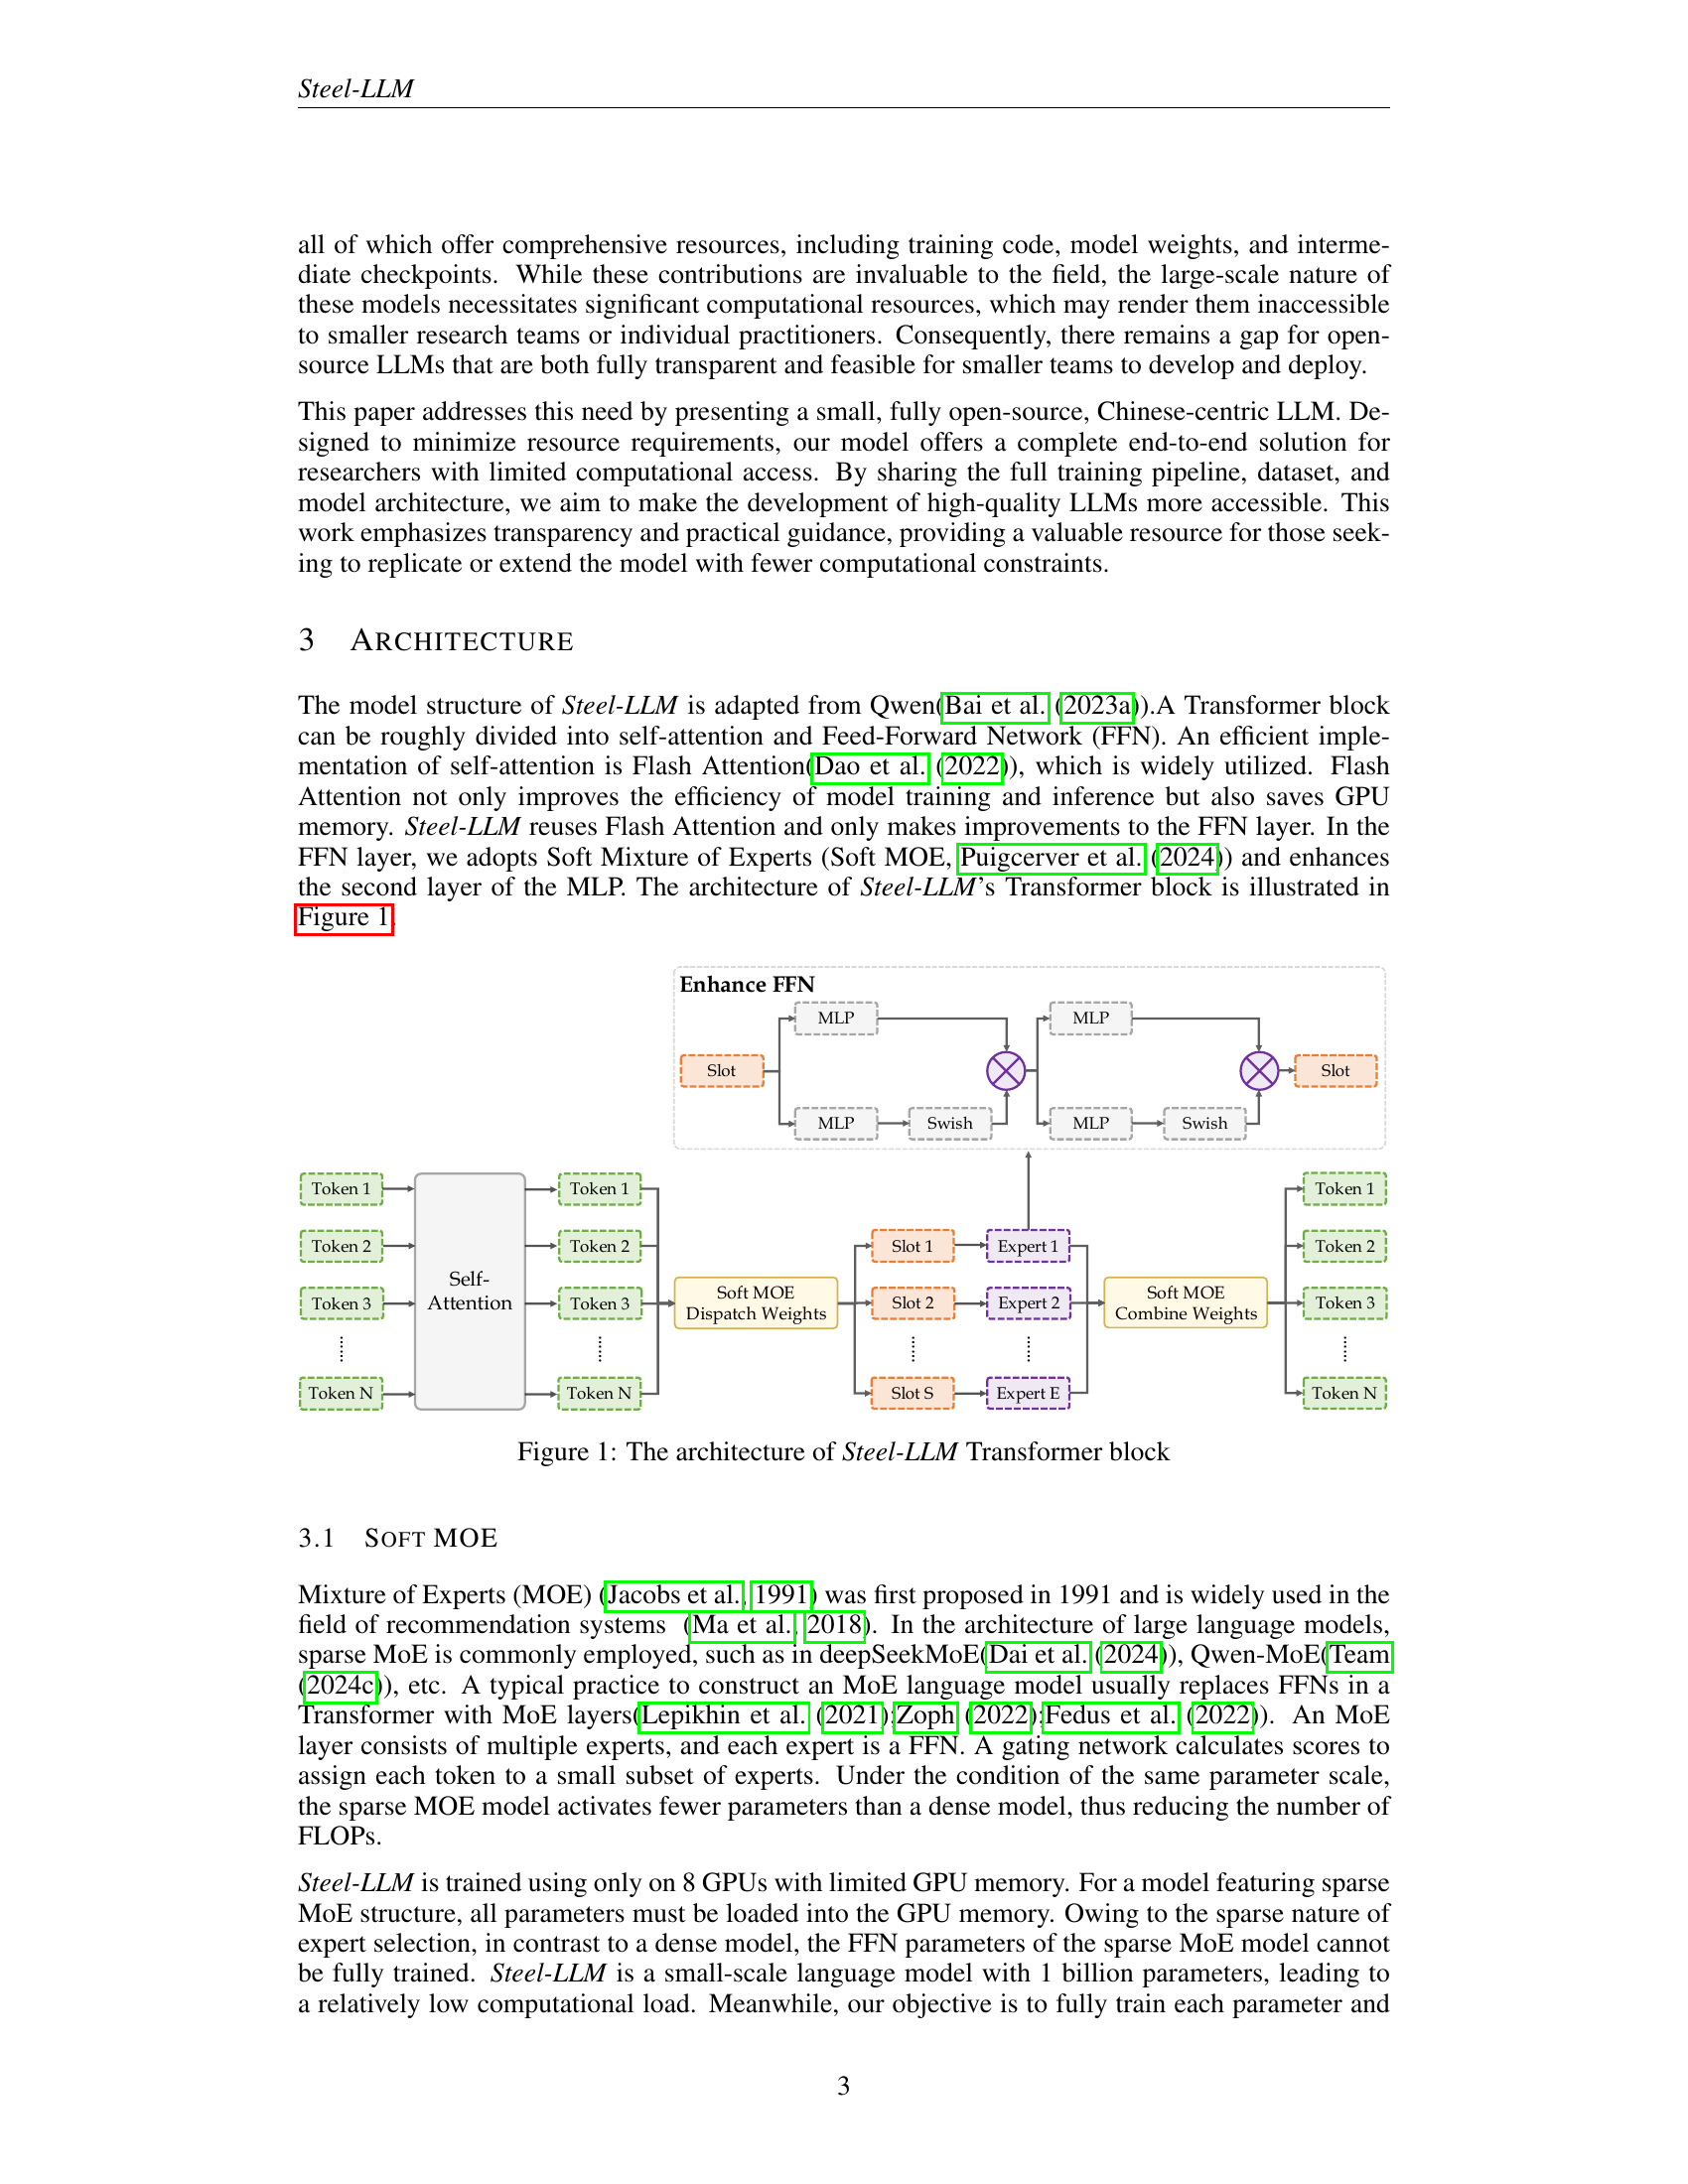 Steel-LLM
all of which offer comprehensive resources, including training code, model weights, and interme-
diate checkpoints. While these contributions are invaluable to the field, the large-scale nature of
these models necessitates significant computational resources, which may render them inaccessible
to smaller research teams or individual practitioners. Consequently, there remains a gap for open-
source LLMs that are both fully transparent and feasible for smaller teams to develop and deploy.
This paper addresses this need by presenting a small, fully open-source, Chinese-centric LLM. De-
signed to minimize resource requirements, our model offers a complete end-to-end solution for
researchers with limited computational access. By sharing the full training pipeline, dataset, and
model architecture, we aim to make the development of high-quality LLMs more accessible. This
work emphasizes transparency and practical guidance, providing a valuable resource for those seek-
ing to replicate or extend the model with fewer computational constraints.
3 ARCHITECTURE
The model structure of Steel-LLM is adapted from Qwen(Bai et al. (2023a)).A Transformer block
can be roughly divided into self-attention and Feed-Forward Network (FFN). An efficient imple-
mentation of self-attention is Flash Attention(Dao et al. (2022)), which is widely utilized. Flash
Attention not only improves the efficiency of model training and inference but also saves GPU
memory. Steel-LLM reuses Flash Attention and only makes improvements to the FFN layer. In the
FFN layer, we adopts Soft Mixture of Experts (Soft MOE, Puigcerver et al. (2024)) and enhances
the second layer of the MLP. The architecture of Steel-LLM's Transformer block is illustrated in
Figure 1.
Enhance FFN
MLP MLP
Slot Slot
MLP Swish MLP Swish
Token 1 Token 1 Token 1
Token 2 Token 2 Slot 1 Expert 1 Token 2
Self-
Attention
Soft MOE
Dispatch Weights
Soft MOE
Combine Weights
Token 3 Token 3 Slot 2 Expert 2 Token 3
Token N Token N Slot S Expert E Token N
Figure 1: The architecture of Steel-LLM Transformer block
3.1 SOFT MOE
Mixture of Experts (MOE) (Jacobs et al., 1991) was first proposed in 1991 and is widely used in the
field of recommendation systems (Ma et al., 2018). In the architecture of large language models,
sparse MoE is commonly employed, such as in deepSeekMoE(Dai et al. (2024)), Qwen-MoE(Team
(2024c)), etc. A typical practice to construct an MoE language model usually replaces FFNs in a
Transformer with MoE layers(Lepikhin et al. (2021);Zoph (2022);Fedus et al. (2022)). An MoE
layer consists of multiple experts, and each expert is a FFN. A gating network calculates scores to
assign each token to a small subset of experts. Under the condition of the same parameter scale,
the sparse MOE model activates fewer parameters than a dense model, thus reducing the number of
FLOPs.
Steel-LLM is trained using only on 8 GPUs with limited GPU memory. For a model featuring sparse
MoE structure, all parameters must be loaded into the GPU memory. Owing to the sparse nature of
expert selection, in contrast to a dense model, the FFN parameters of the sparse MoE model cannot
be fully trained. Steel-LLM is a small-scale language model with 1 billion parameters, leading to
a relatively low computational load. Meanwhile, our objective is to fully train each parameter and
3